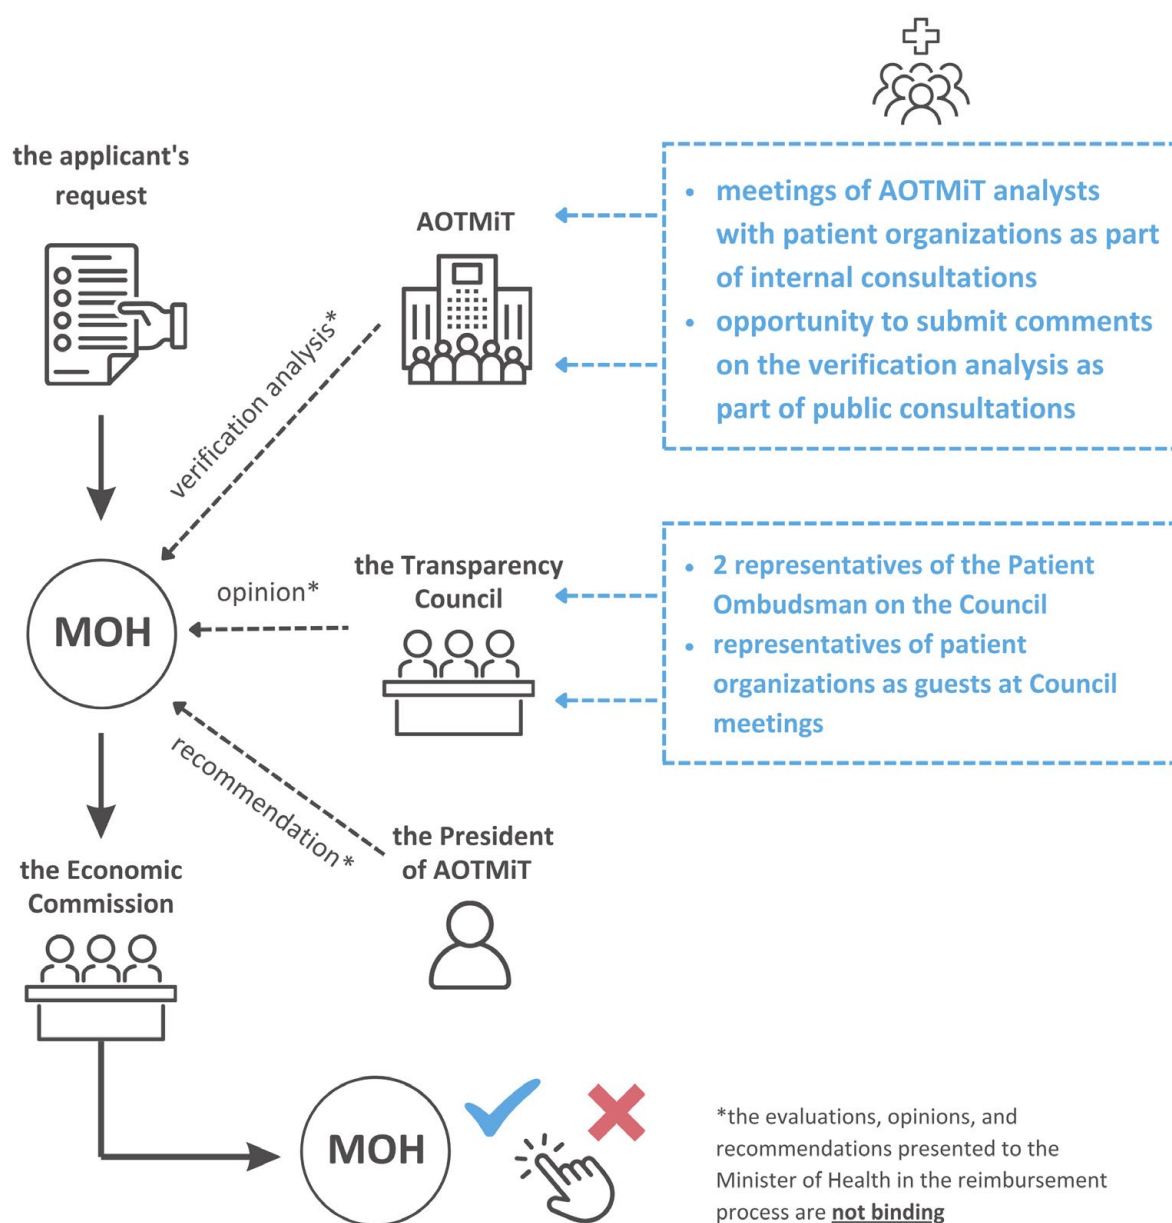 the applicant's
request
AOTMiT
• meetings of AOTMiT analysts
with patient organizations as part
of internal consultations
• opportunity to submit comments
on the verification analysis as
part of public consultations
verification analysis*
MOH
opinion*
the Transparency
Council
• 2 representatives of the Patient
Ombudsman on the Council
• representatives of patient
organizations as guests at Council
meetings
recommendation*
the President
of AOTMiT
the Economic
Commission
MOH
*the evaluations, opinions, and
recommendations presented to the
Minister of Health in the reimbursement
process are not binding